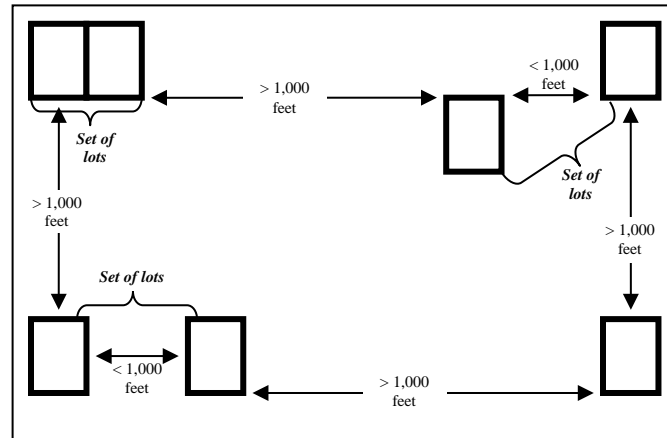 < 1,000
feet
> 1,000
feet
Set of
lots
Set of
lots
> 1,000
feet
> 1,000
feet
Set of lots
< 1,000
feet
> 1,000
feet